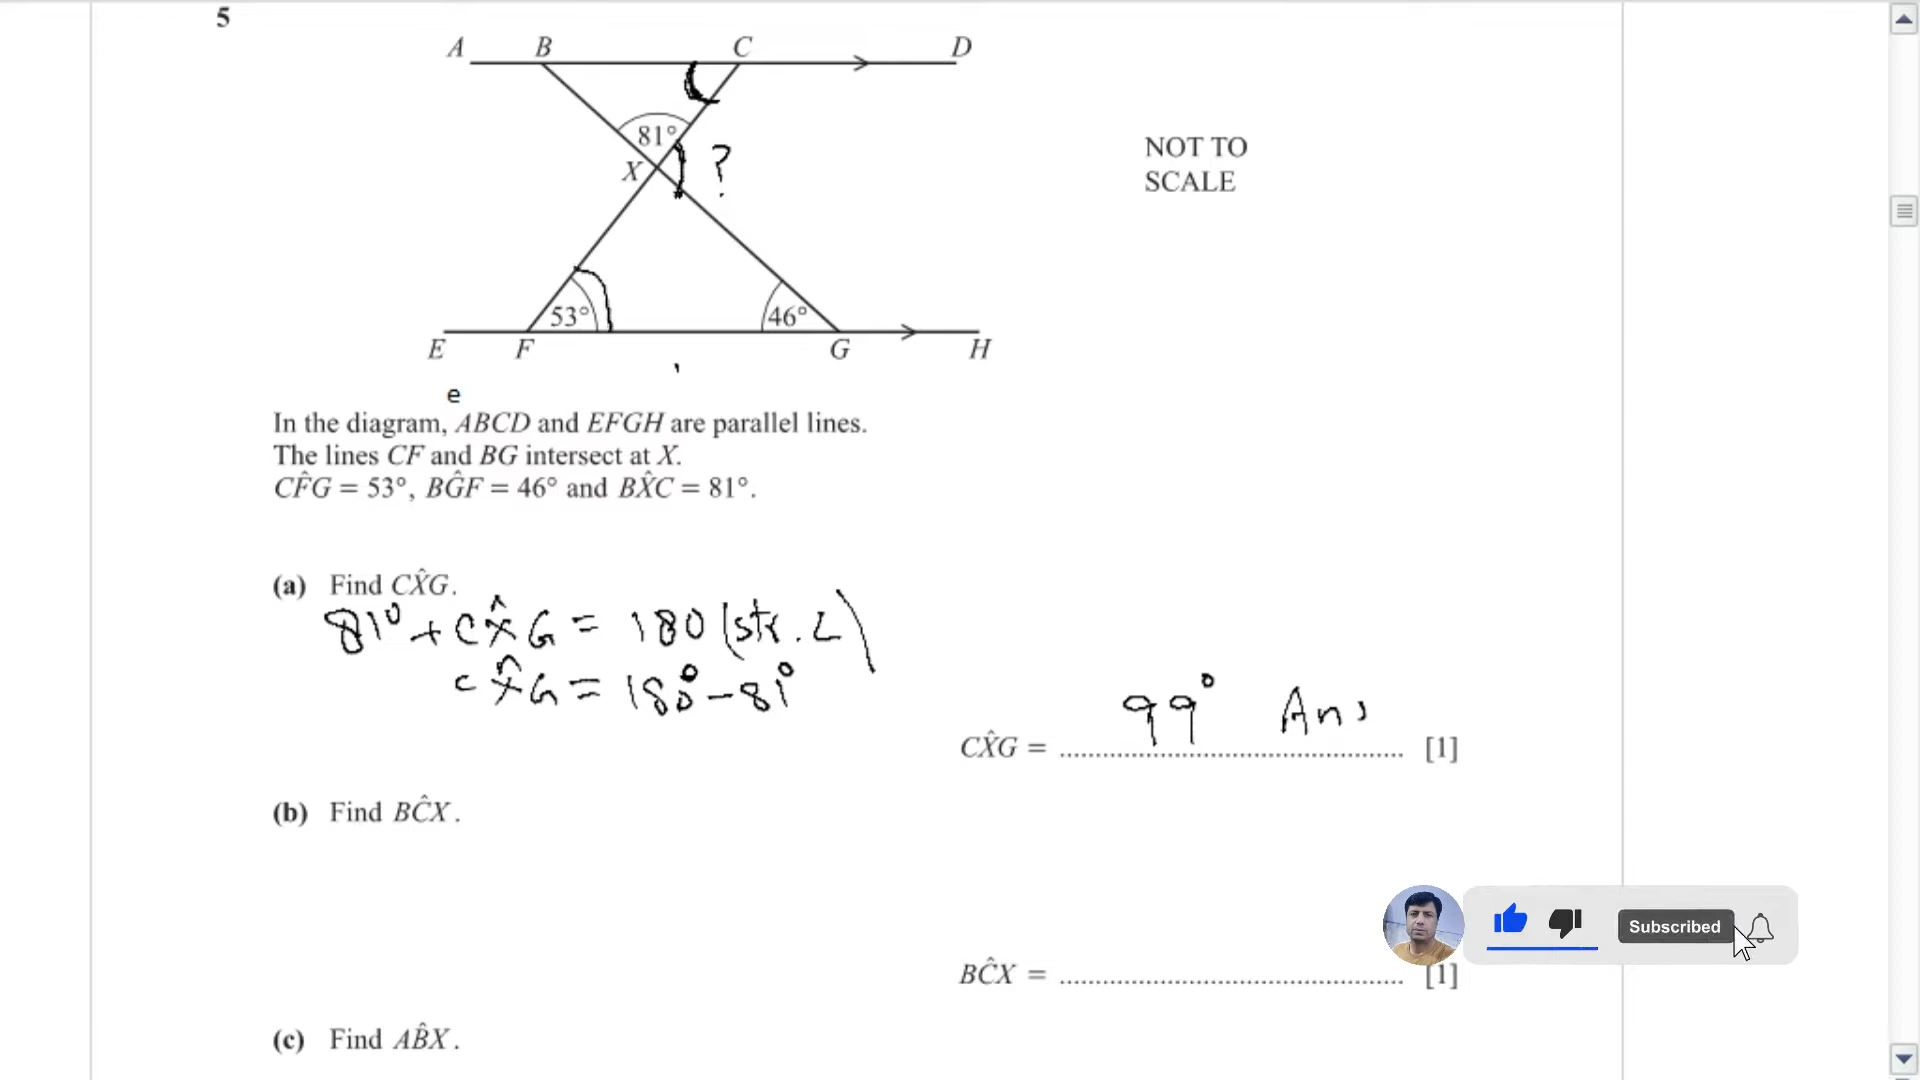 5
A B C D
81°
X ?
NOT TO
SCALE
53° 46°
E F G H
e
In the diagram, ABCD and EFGH are parallel lines.
The lines CF and BG intersect at X.
CF̂G = 53°, BĜF = 46° and BX̂C = 81°.
(a) Find CX̂G.
81° + CX̂G = 180 (str. L)
CX̂G = 180° - 81°
99° Ans
CX̂G = ................................................ [1]
(b) Find BĈX.
Subscribed
BĈX = ................................................ [1]
(c) Find AB̂X.